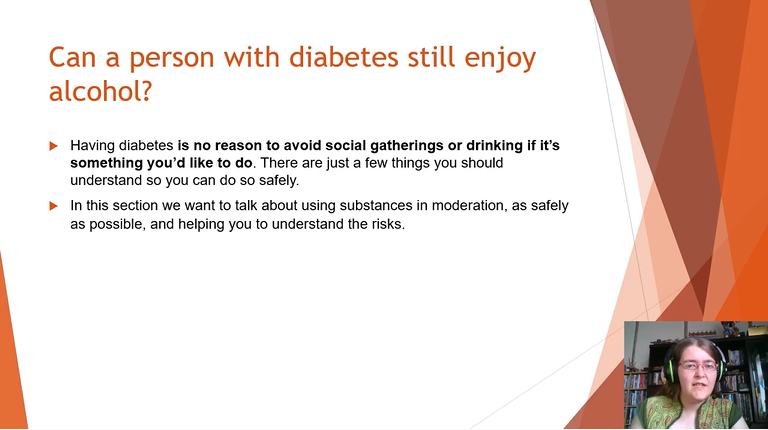 Can a person with diabetes still enjoy
alcohol?
Having diabetes is no reason to avoid social gatherings or drinking if it's
something you'd like to do. There are just a few things you should
understand so you can do so safely.
In this section we want to talk about using substances in moderation, as safely
as possible, and helping you to understand the risks.